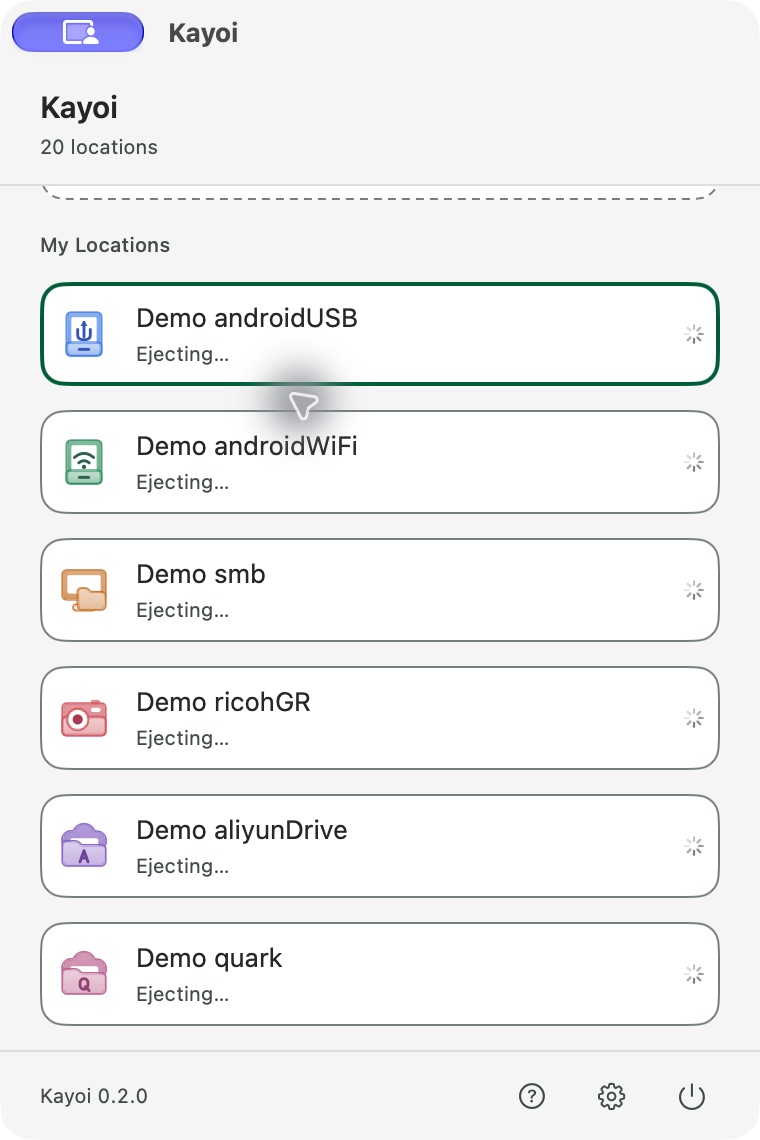 Kayoi
Kayoi
20 locations
My Locations
Demo androidUSB
Ejecting...
Demo androidWiFi
Ejecting...
Demo smb
Ejecting...
Demo ricohGR
Ejecting...
A
Demo aliyunDrive
Ejecting...
Q
Demo quark
Ejecting...
Kayoi 0.2.0
?